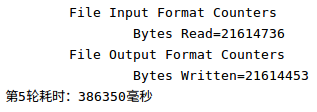 File Input Format Counters
Bytes Read=21614736
File Output Format Counters
Bytes Written=21614453
第5轮耗时：386350毫秒